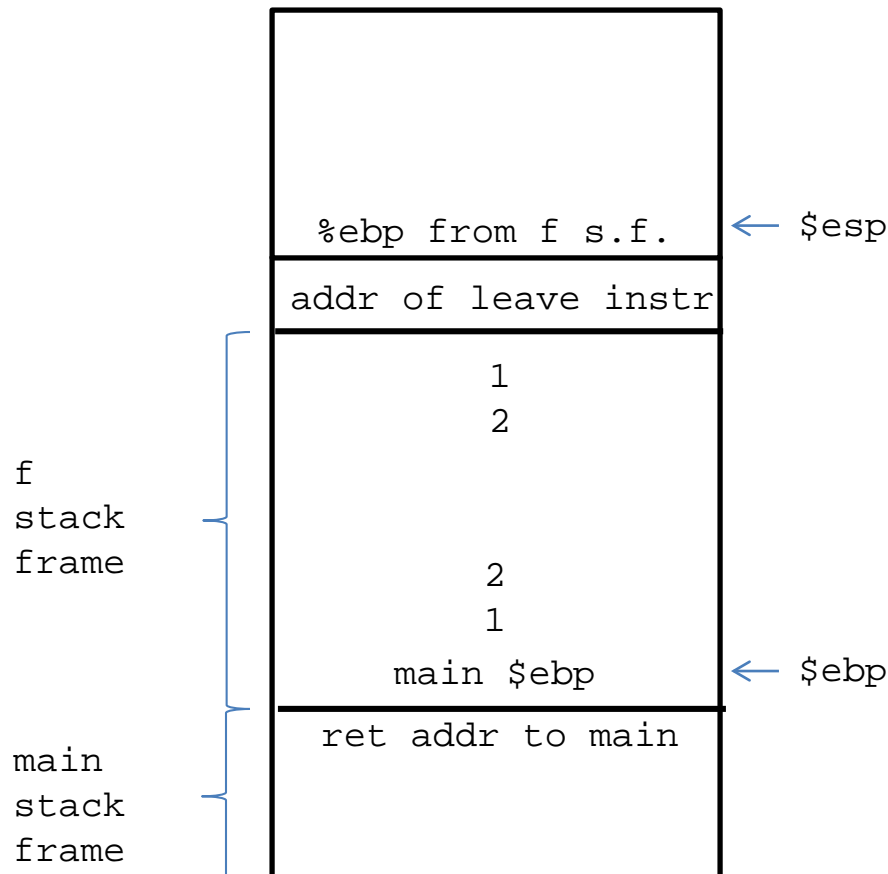 %ebp from f s.f.
$esp
addr of leave instr
1
2
f
stack
frame
2
1
main $ebp
$ebp
ret addr to main
main
stack
frame